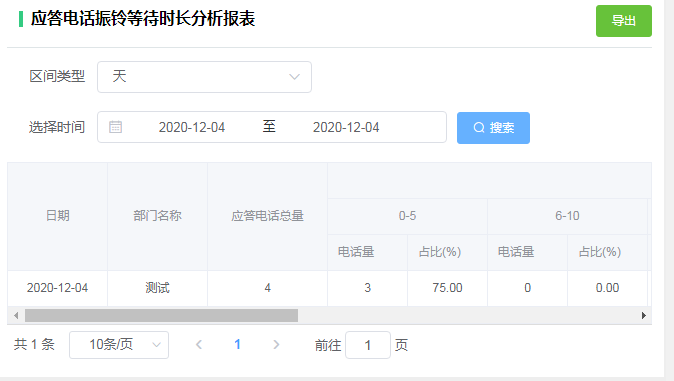 应答电话振铃等待时长分析报表
导出
区间类型 天
选择时间 2020-12-04 至 2020-12-04 搜索
日期 部门名称 应答电话总量
0-5 6-10
电话量 占比(%) 电话量 占比(%)
2020-12-04 测试 4 3 75.00 0 0.00
共 1 条 10条/页 1 前往 1 页